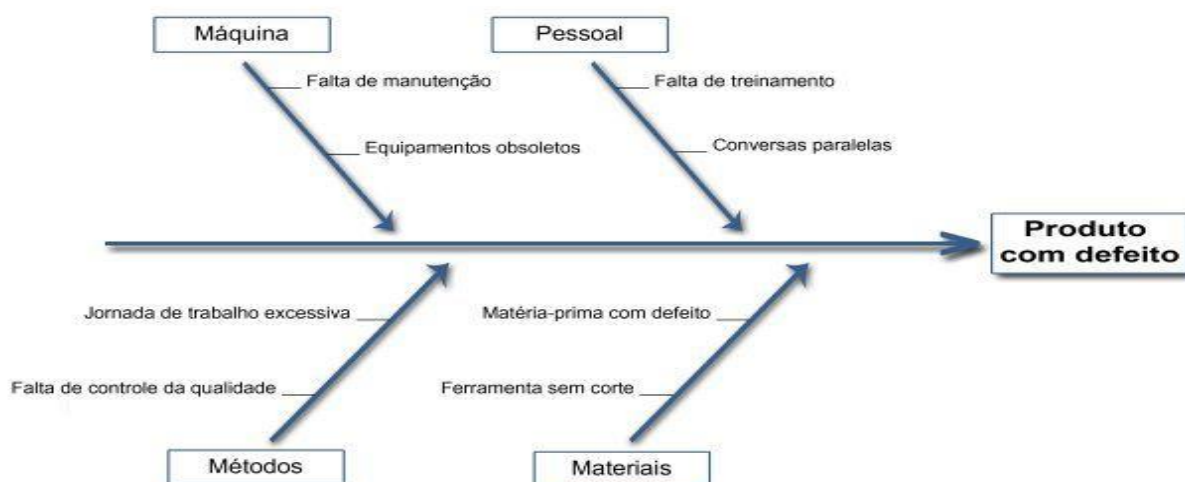 Máquina
Pessoal
Falta de manutenção
Falta de treinamento
Equipamentos obsoletos
Conversas paralelas
Produto
com defeito
Jornada de trabalho excessiva
Matéria-prima com defeito
Falta de controle da qualidade
Ferramenta sem corte
Métodos
Materiais